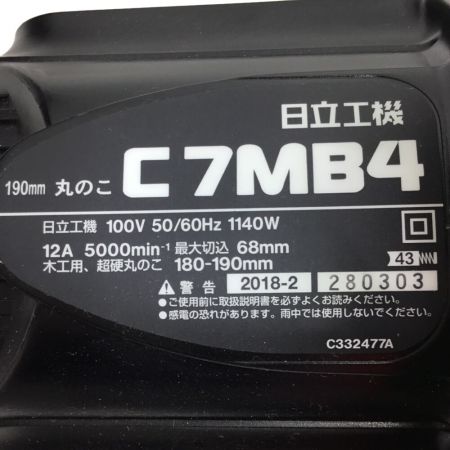 日立工機
190mm 丸のこ C7MB4
日立工機 100V 50/60Hz 1140W
12A 5000min⁻¹ 最大切込 68mm
木工用、超硬丸のこ 180-190mm
43
警告 2018-2 280303
●ご使用前に取扱説明書を必ずよくお読みください。
●感電の恐れがあります。雨中では使用しないでください。
C332477A